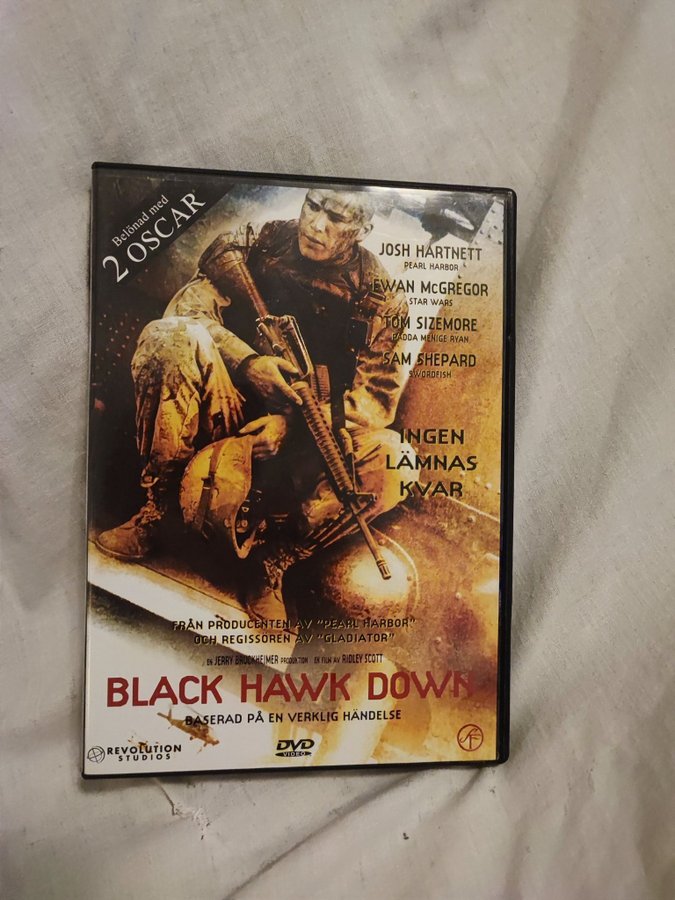 Belönad med
2 OSCAR
JOSH HARTNETT
PEARL HARBOR
EWAN McGREGOR
STAR WARS
TOM SIZEMORE
RÄDDA MENIGE RYAN
SAM SHEPARD
SWORDFISH
INGEN
LÄMNAS
KVAR
FRÅN PRODUCENTEN AV "PEARL HARBOR"
OCH REGISSÖREN AV "GLADIATOR"
EN JERRY BRUCKHEIMER PRODUKTION EN FILM AV RIDLEY SCOTT
BLACK HAWK DOWN
BASERAD PÅ EN VERKLIG HÄNDELSE
REVOLUTION
STUDIOS
DVD
VIDEO
SF